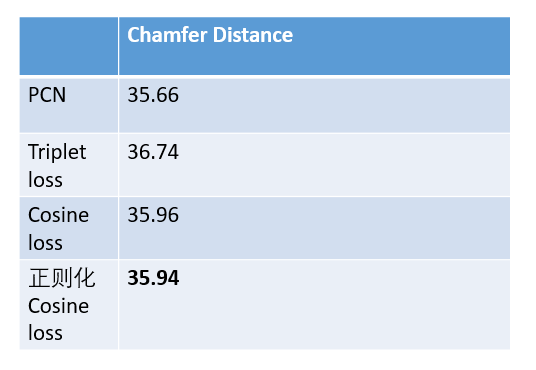 Chamfer Distance
PCN 35.66
Triplet 36.74
loss
Cosine 35.96
loss
正则化 35.94
Cosine
loss